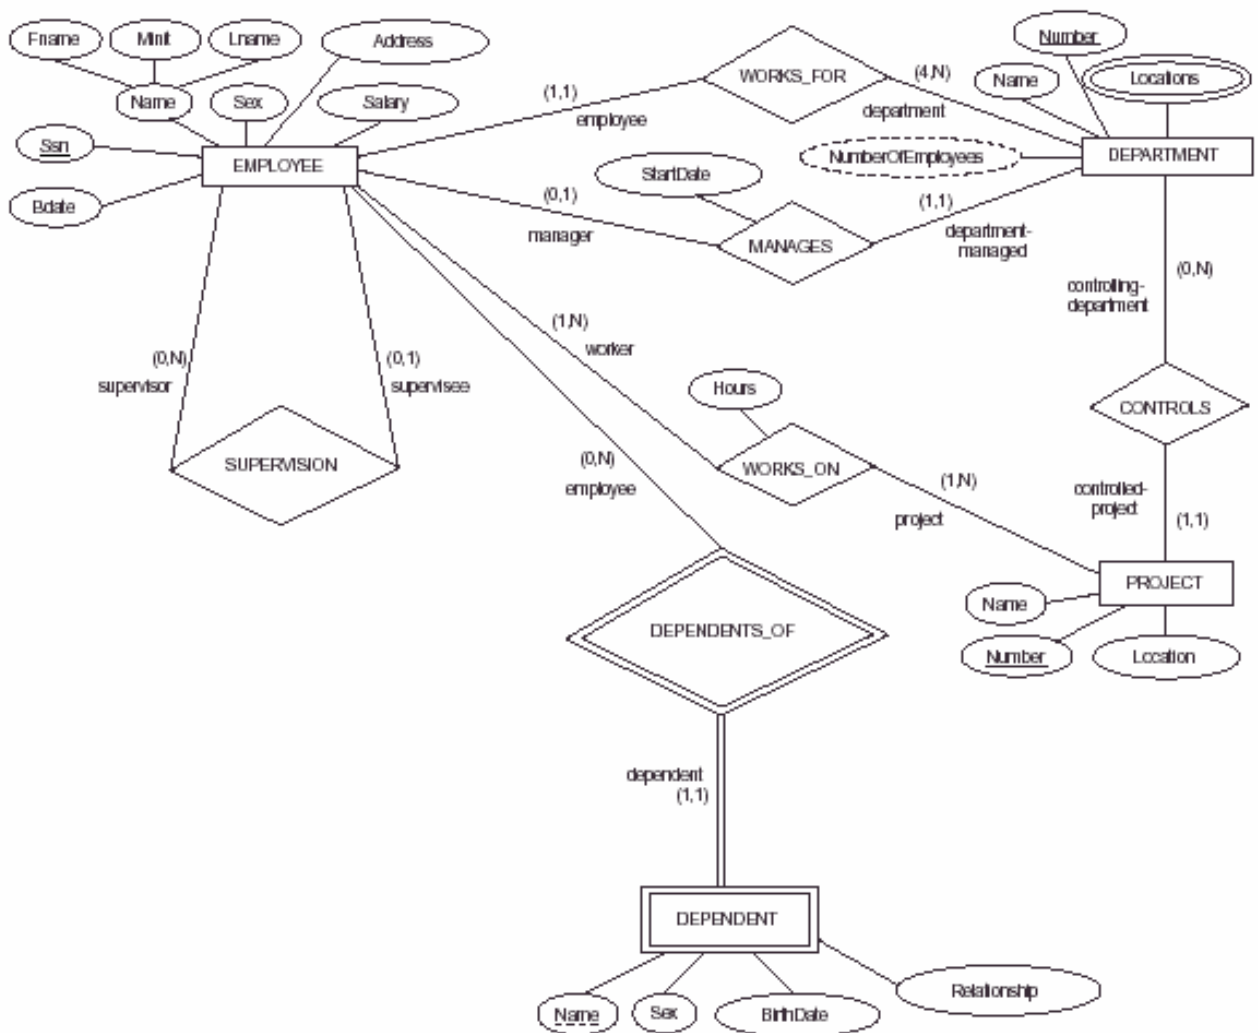 Fname
Minit
Lname
Address
Number
Name
Locations
Name
Sex
Salary
Ssn
EMPLOYEE
Bdate
(1,1)
employee
WORKS_FOR
(4,N)
department
NumberOfEmployees
DEPARTMENT
StartDate
(0,1)
manager
MANAGES
(1,1)
department-
managed
(0,N)
controlling-
department
(0,N)
supervisor
(0,1)
supervisee
SUPERVISION
(1,N)
worker
Hours
WORKS_ON
(1,N)
project
CONTROLS
controlled-
project
(1,1)
(0,N)
employee
PROJECT
Name
Number
Location
DEPENDENTS_OF
dependent
(1,1)
DEPENDENT
Name
Sex
BirthDate
Relationship